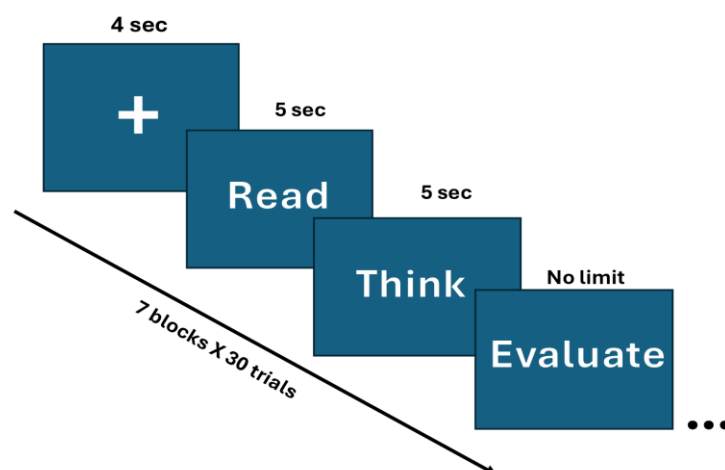 4 sec
+
5 sec
Read
5 sec
Think
No limit
Evaluate
7 blocks X 30 trials
...